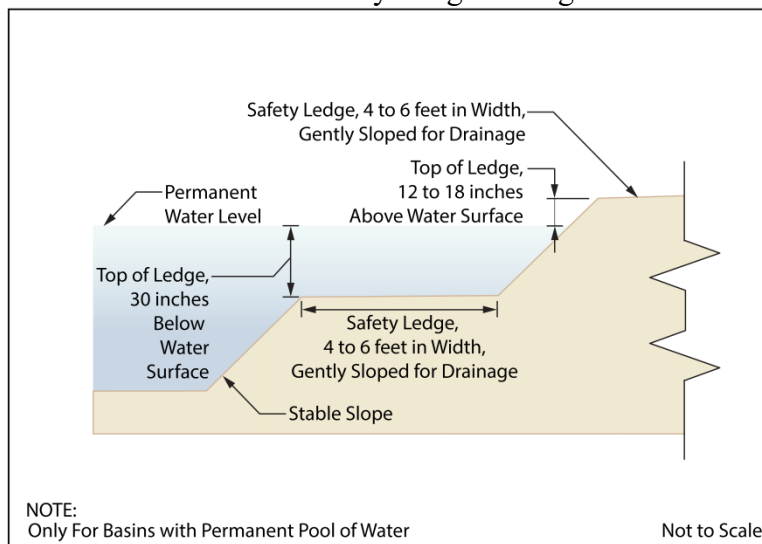 Safety Ledge, 4 to 6 feet in Width,
Gently Sloped for Drainage
Top of Ledge,
12 to 18 inches
Above Water Surface
Permanent
Water Level
Top of Ledge,
30 inches
Below
Water
Surface
Safety Ledge,
4 to 6 feet in Width,
Gently Sloped for Drainage
Stable Slope
NOTE:
Only For Basins with Permanent Pool of Water
Not to Scale